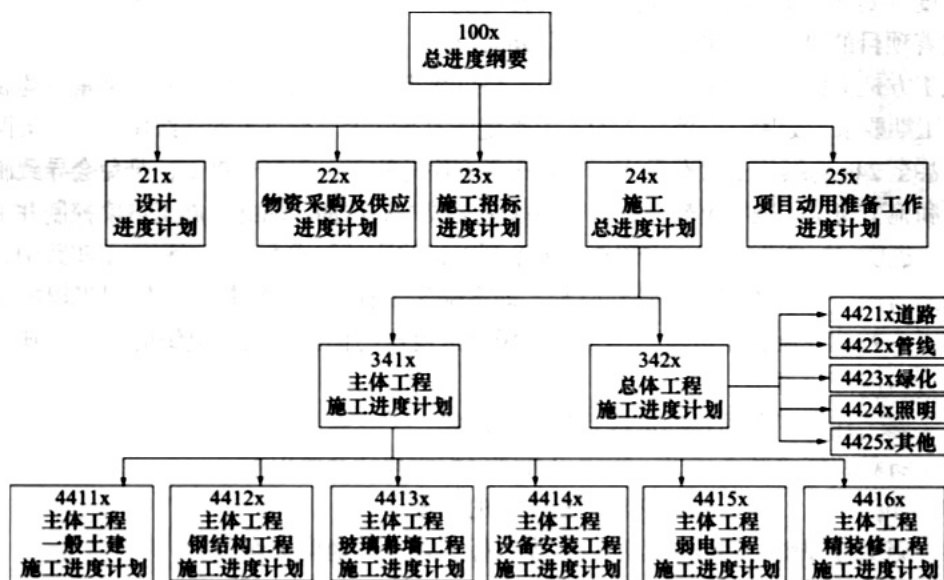 100x
总进度纲要
21x
设计
进度计划
22x
物资采购及供应
进度计划
23x
施工招标
进度计划
24x
施工
总进度计划
25x
项目动用准备工作
进度计划
341x
主体工程
施工进度计划
342x
总体工程
施工进度计划
4421x道路
4422x管线
4423x绿化
4424x照明
4425x其他
4411x
主体工程
一般土建
施工进度计划
4412x
主体工程
钢结构工程
施工进度计划
4413x
主体工程
玻璃幕墙工程
施工进度计划
4414x
主体工程
设备安装工程
施工进度计划
4415x
主体工程
弱电工程
施工进度计划
4416x
主体工程
精装修工程
施工进度计划